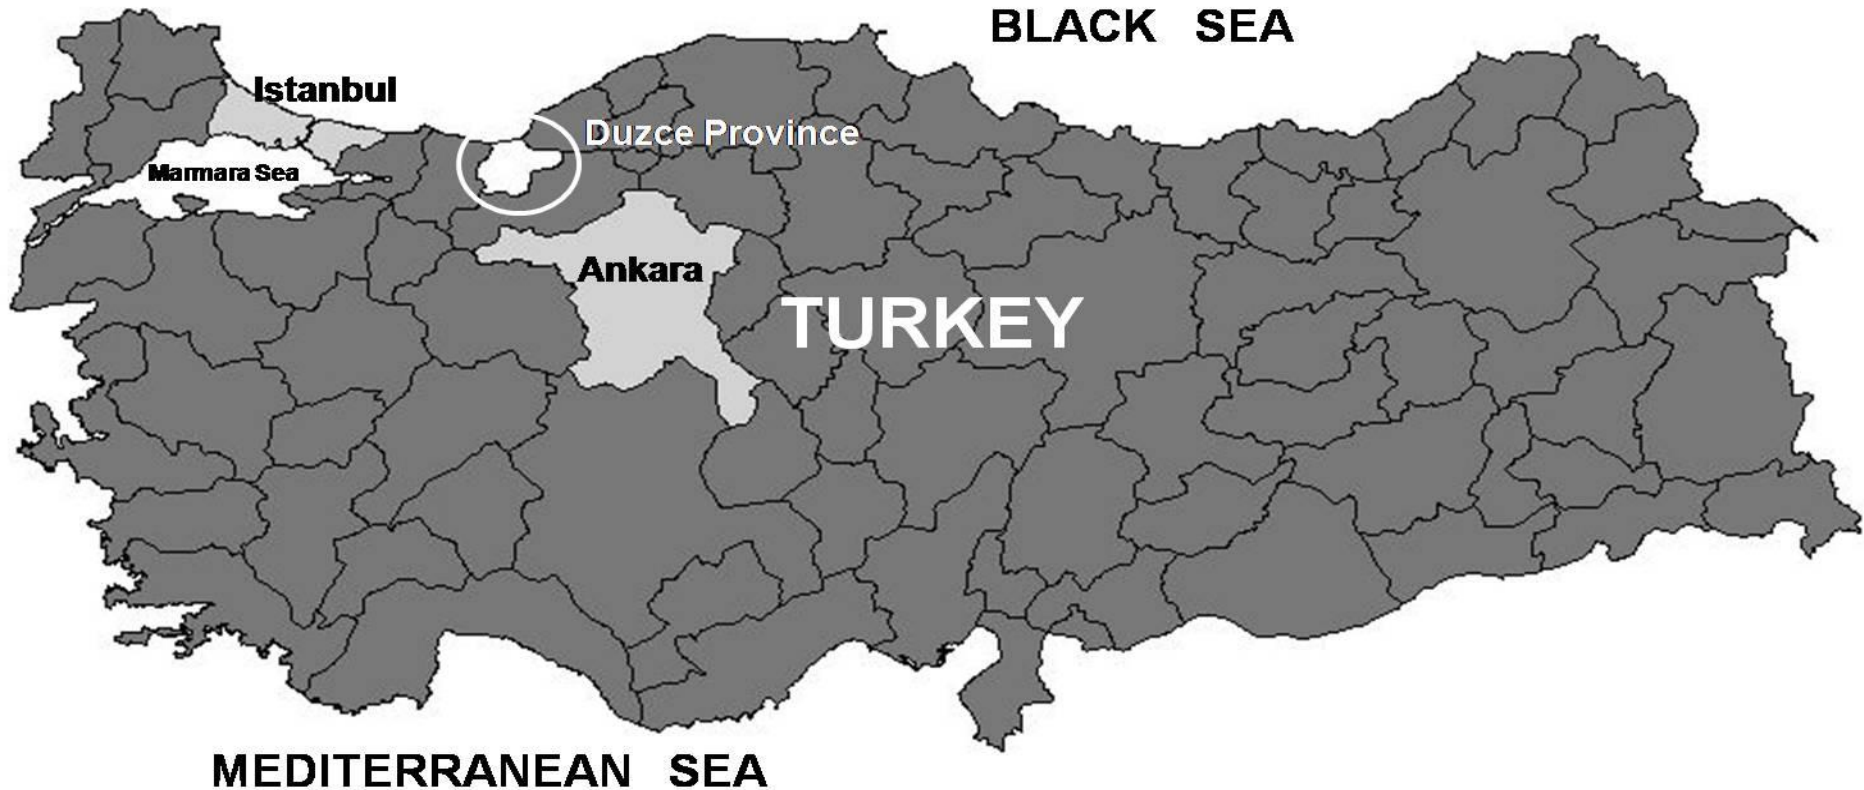 BLACK SEA
Istanbul
Duzce Province
Marmara Sea
Ankara
TURKEY
MEDITERRANEAN SEA